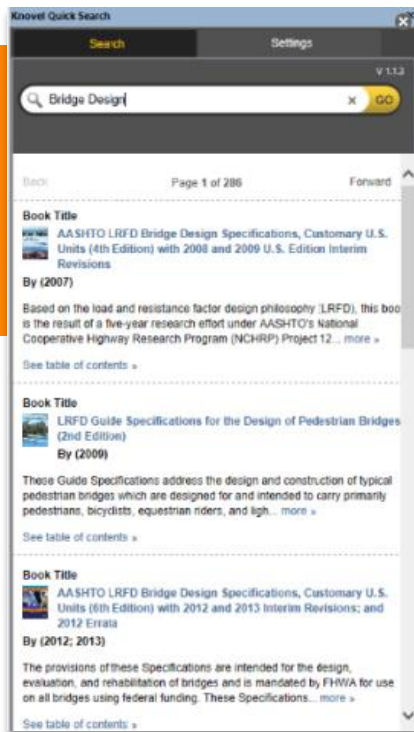 Knovel Quick Search
Search Settings
V 1.1.3
Bridge Design × GO
Back Page 1 of 286 Forward
Book Title
AASHTO LRFD Bridge Design Specifications, Customary U.S.
Units (4th Edition) with 2008 and 2009 U.S. Edition Interim
Revisions
By (2007)
Based on the load and resistance factor design philosophy (LRFD), this boo
is the result of a five-year research effort under AASHTO's National
Cooperative Highway Research Program (NCHRP) Project 12... more »
See table of contents »
Book Title
LRFD Guide Specifications for the Design of Pedestrian Bridges
(2nd Edition)
By (2009)
These Guide Specifications address the design and construction of typical
pedestrian bridges which are designed for and intended to carry primarily
pedestrians, bicyclists, equestrian riders, and ligh... more »
See table of contents »
Book Title
AASHTO LRFD Bridge Design Specifications, Customary U.S.
Units (6th Edition) with 2012 and 2013 Interim Revisions; and
2012 Errata
By (2012; 2013)
The provisions of these Specifications are intended for the design,
evaluation, and rehabilitation of bridges and is mandated by FHWA for use
on all bridges using federal funding. These Specifications... more »
See table of contents »